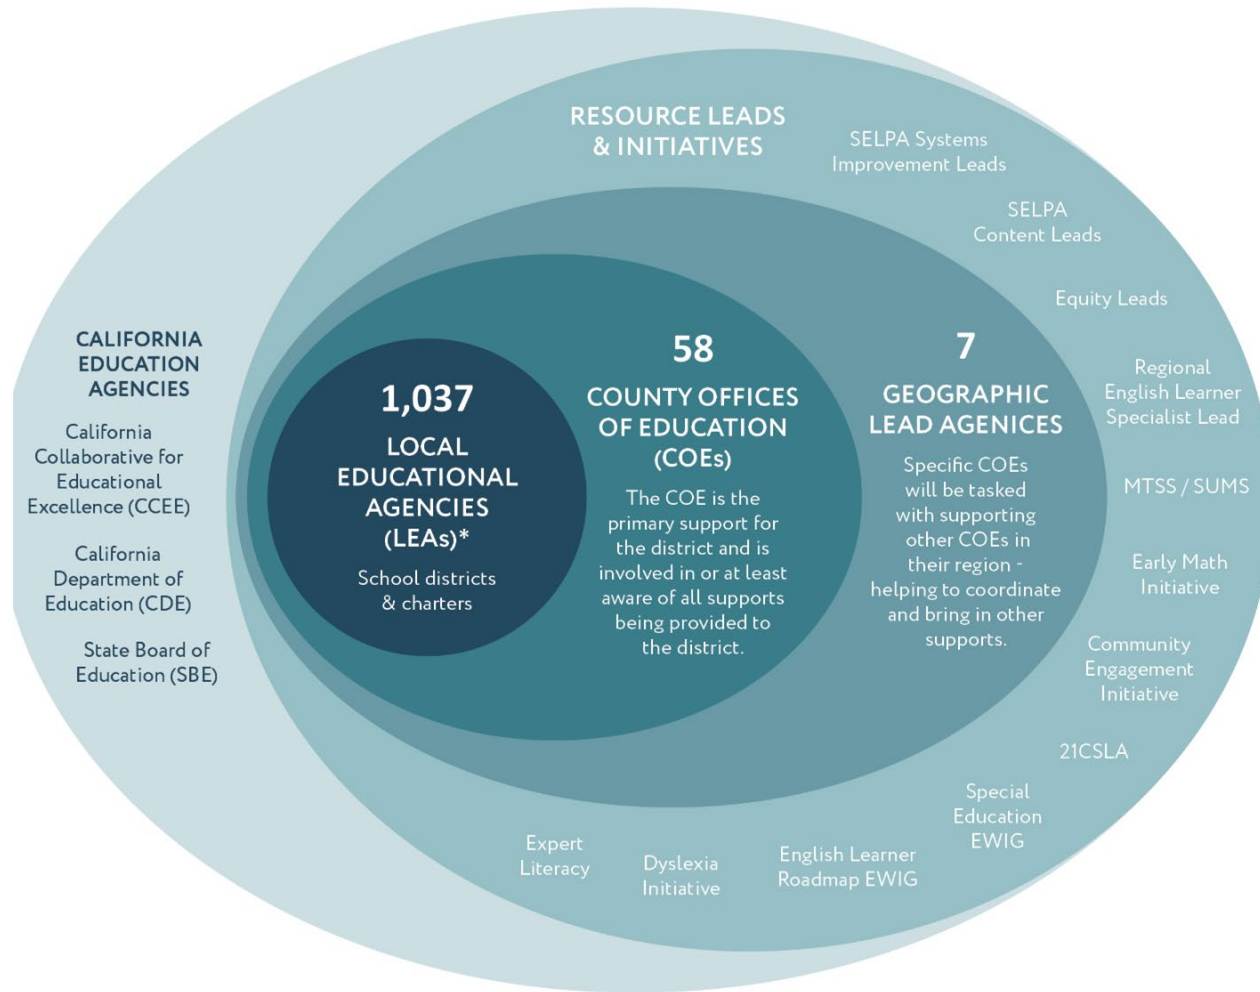 RESOURCE LEADS
& INITIATIVES
SELPA Systems
Improvement Leads
SELPA
Content Leads
Equity Leads
Regional
English Learner
Specialist Lead
MTSS / SUMS
Early Math
Initiative
Community
Engagement
Initiative
21CSLA
Special
Education
EWIG
English Learner
Roadmap EWIG
Dyslexia
Initiative
Expert
Literacy
CALIFORNIA
EDUCATION
AGENCIES
California
Collaborative for
Educational
Excellence (CCEE)
California
Department of
Education (CDE)
State Board of
Education (SBE)
1,037
LOCAL
EDUCATIONAL
AGENCIES
(LEAs)*
School districts
& charters
58
COUNTY OFFICES
OF EDUCATION
(COEs)
The COE is the
primary support for
the district and is
involved in or at least
aware of all supports
being provided to
the district.
7
GEOGRAPHIC
LEAD AGENICES
Specific COEs
will be tasked
with supporting
other COEs in
their region -
helping to coordinate
and bring in other
supports.